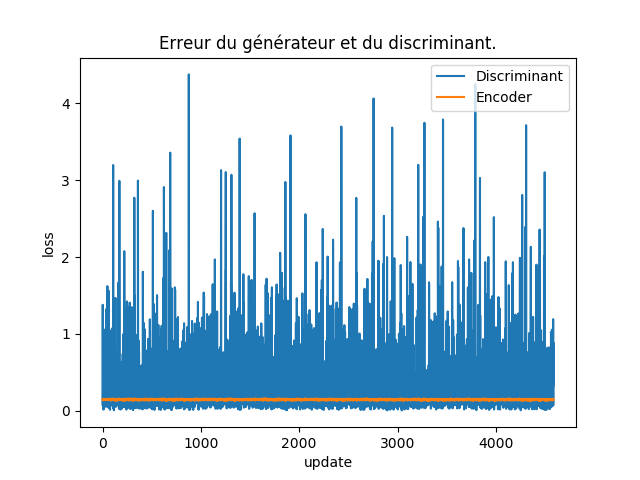 Erreur du générateur et du discriminant.
Discriminant
Encoder
4
3
2
1
0
loss
0 1000 2000 3000 4000
update